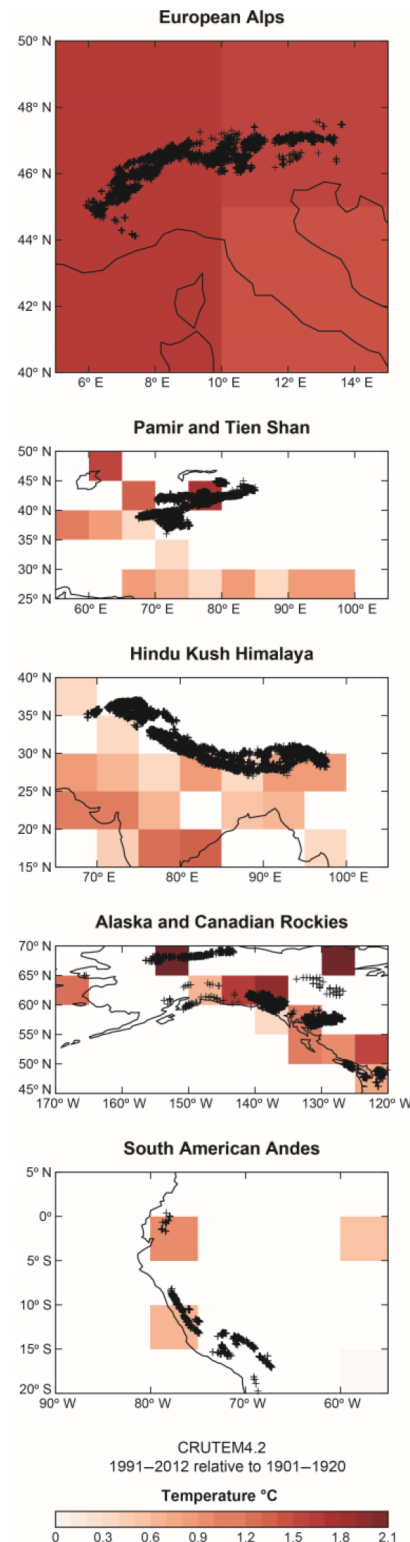 European Alps
50° N
48° N
46° N
44° N
42° N
40° N
6° E 8° E 10° E 12° E 14° E
Pamir and Tien Shan
50° N
45° N
40° N
35° N
30° N
25° N
60° E 70° E 80° E 90° E 100° E
Hindu Kush Himalaya
40° N
35° N
30° N
25° N
20° N
15° N
70° E 80° E 90° E 100° E
Alaska and Canadian Rockies
70° N
65° N
60° N
55° N
50° N
45° N
170° W 160° W 150° W 140° W 130° W 120° W
South American Andes
5° N
0°
5° S
10° S
15° S
20° S
90° W 80° W 70° W 60° W
CRUTEM4.2
1991–2012 relative to 1901–1920
Temperature °C
0 0.3 0.6 0.9 1.2 1.5 1.8 2.1